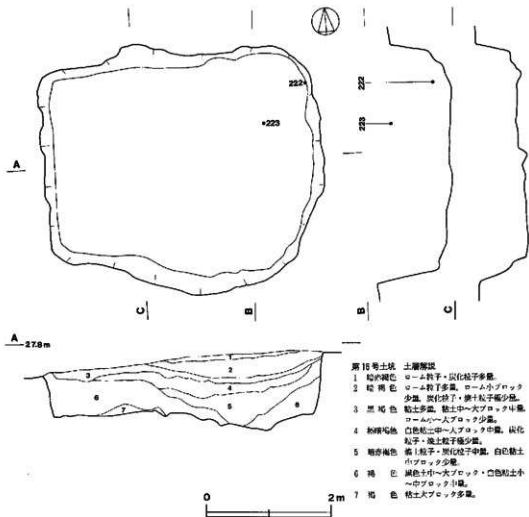 C
B
B
C
222
223
222
223
A
C
B
B
C
A
27.8m
1
2
3
4
5
6
6
7
0 2m
第15号土坑 土層解説
1 暗赤褐色 ローム粒子・炭化粒子多量。
2 暗褐色 ローム粒子多量、ローム小ブロック
少量、炭化粒子・焼土粒子極少量。
3 黒褐色 粘土多量、粘土中～大ブロック中量、
ローム小～大ブロック少量。
4 白色粘土中～大ブロック中量、炭化
粒子・焼土粒子極少量。
5 暗赤褐色 焼土粒子・炭化粒子中量、白色粘土
中ブロック少量。
6 褐色 黒色土中～大ブロック・白色粘土小
～中ブロック中量。
7 褐色 粘土大ブロック多量。